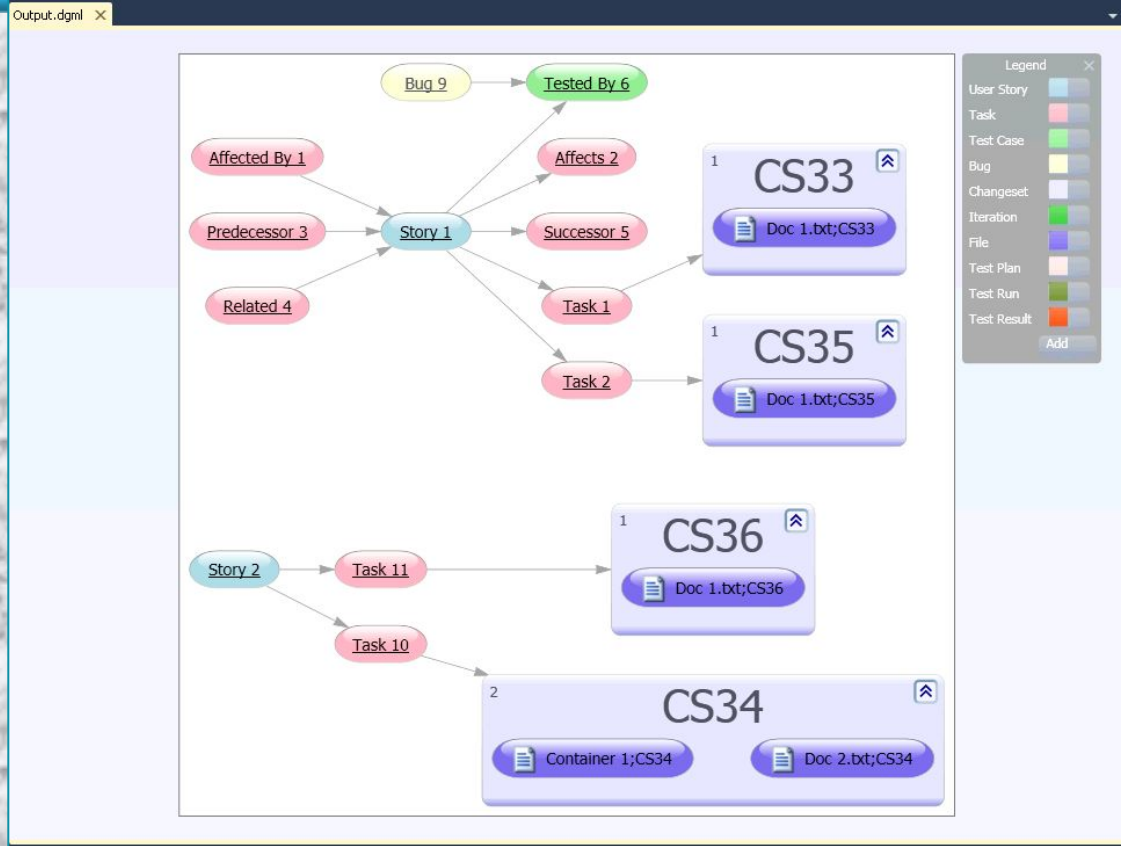 Output.dgml
Bug 9
Tested By 6
Affected By 1
Affects 2
Predecessor 3
Story 1
Successor 5
Related 4
Task 1
Task 2
1
CS33
Doc 1.txt;CS33
1
CS35
Doc 1.txt;CS35
Story 2
Task 11
Task 10
1
CS36
Doc 1.txt;CS36
2
CS34
Container 1;CS34
Doc 2.txt;CS34
Legend
User Story
Task
Test Case
Bug
Changeset
Iteration
File
Test Plan
Test Run
Test Result
Add